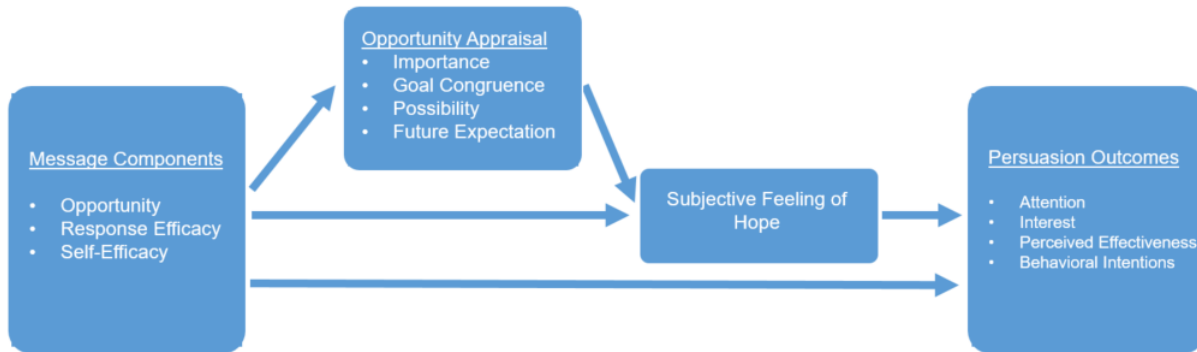 Opportunity Appraisal
• Importance
• Goal Congruence
• Possibility
• Future Expectation
Message Components
• Opportunity
• Response Efficacy
• Self-Efficacy
Subjective Feeling of
Hope
Persuasion Outcomes
• Attention
• Interest
• Perceived Effectiveness
• Behavioral Intentions